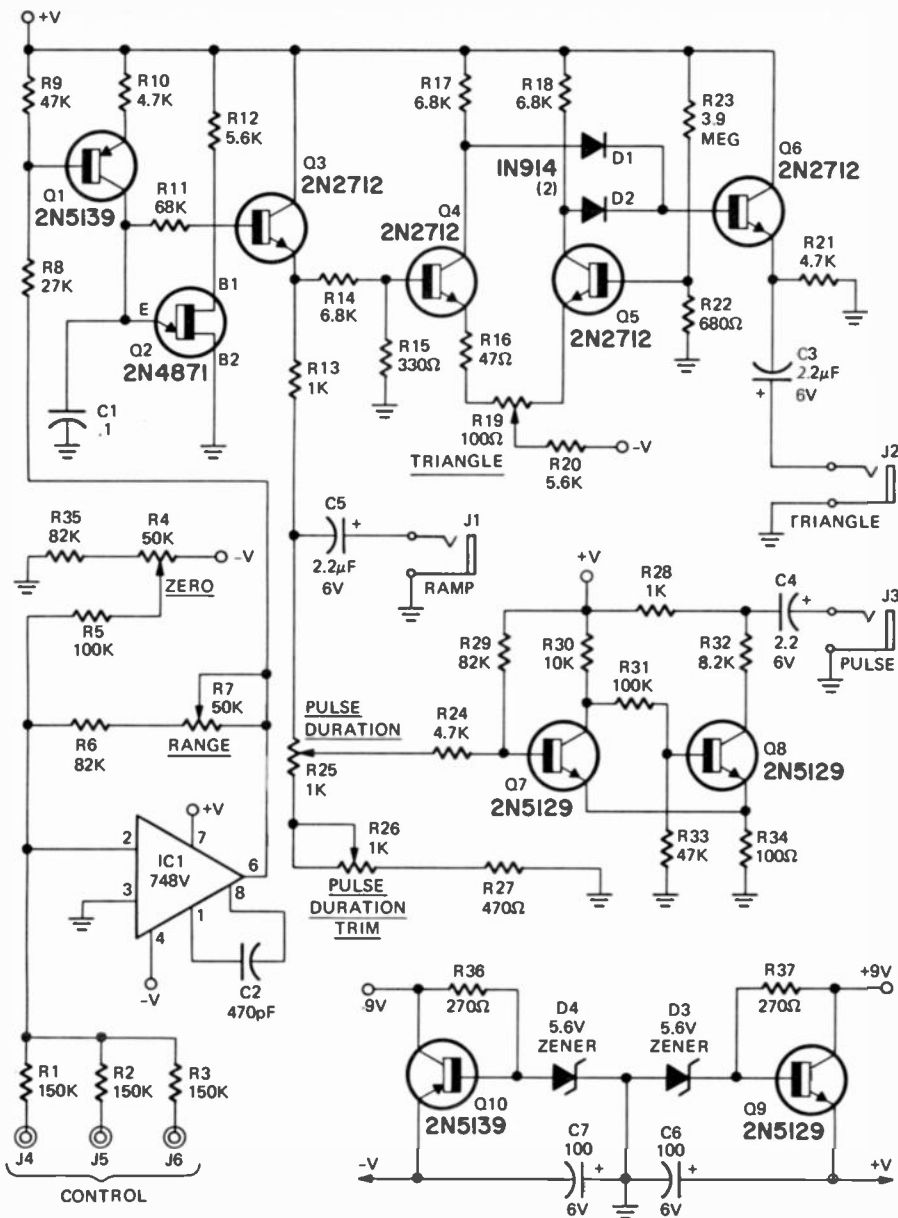 +V
R9
47K
R10
4.7K
R12
5.6K
Q1
2N5139
R11
68K
Q3
2N2712
R17
6.8K
R18
6.8K
R23
3.9
MEG
D1
1N914
(2)
D2
Q6
2N2712
Q4
2N2712
R8
27K
E
B1
B2
Q2
2N4871
C1
.1
R14
6.8K
R13
1K
R15
330Ω
R16
47Ω
Q5
2N2712
R22
680Ω
R21
4.7K
R19
100Ω
TRIANGLE
R20
5.6K
-V
C3
2.2μF
6V
+
J2
TRIANGLE
R35
82K
R4
50K
-V
ZERO
R5
100K
C5
+
2.2μF
6V
J1
RAMP
R7
50K
R6
82K
RANGE
+V
R28
1K
C4
+
2.2
6V
J3
PULSE
R29
82K
R30
10K
R31
100K
R32
8.2K
PULSE
DURATION
R24
4.7K
R25
1K
Q7
2N5129
Q8
2N5129
R26
1K
PULSE
DURATION
TRIM
R27
470Ω
R33
47K
R34
100Ω
+V
2
7
IC1
748V
6
3
8
1
4
-V
C2
470pF
R1
150K
R2
150K
R3
150K
J4
J5
J6
CONTROL
-9V
R36
270Ω
D4
5.6V
ZENER
D3
5.6V
ZENER
R37
270Ω
+9V
Q10
2N5139
Q9
2N5129
-V
C7
100
+
6V
C6
100
+
6V
+V